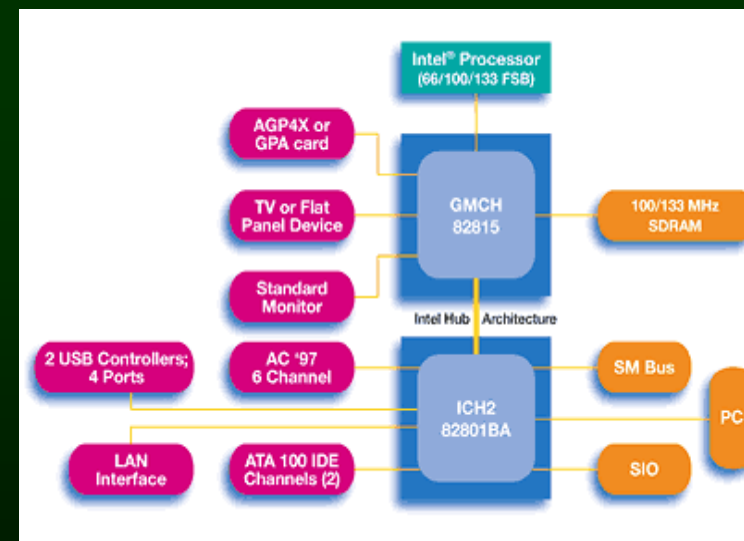 Intel® Processor
(66/100/133 FSB)
AGP4X or
GPA card
TV or Flat
Panel Device
Standard
Monitor
GMCH
82815
100/133 MHz
SDRAM
Intel Hub Architecture
2 USB Controllers;
4 Ports
AC '97
6 Channel
LAN
Interface
ATA 100 IDE
Channels (2)
ICH2
82801BA
SM Bus
SIO